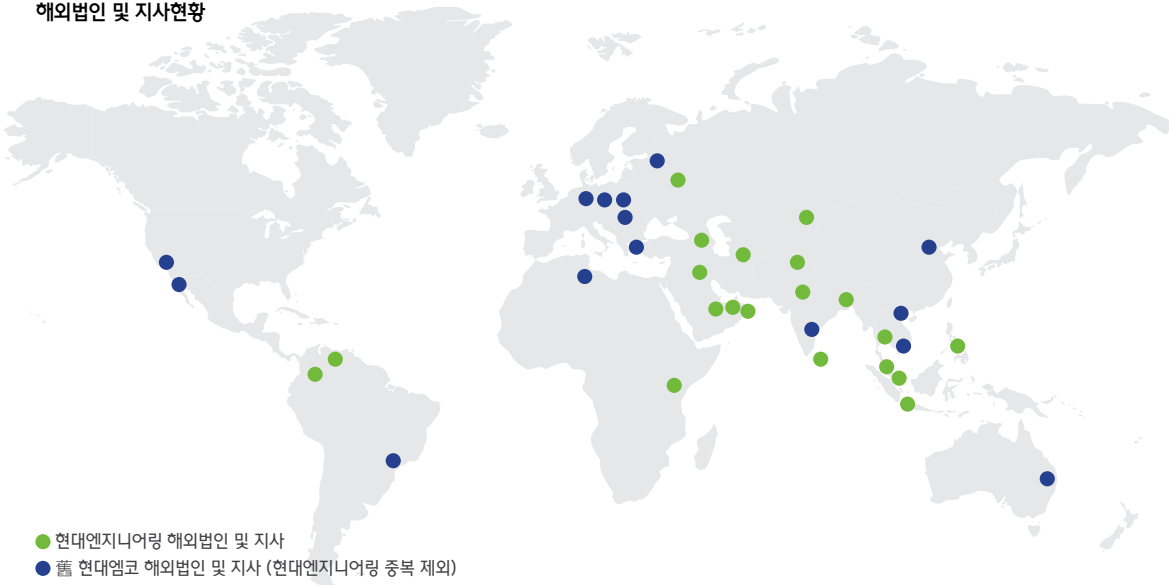 해외법인 및 지사현황
현대엔지니어링 해외법인 및 지사
舊 현대엠코 해외법인 및 지사 (현대엔지니어링 중복 제외)